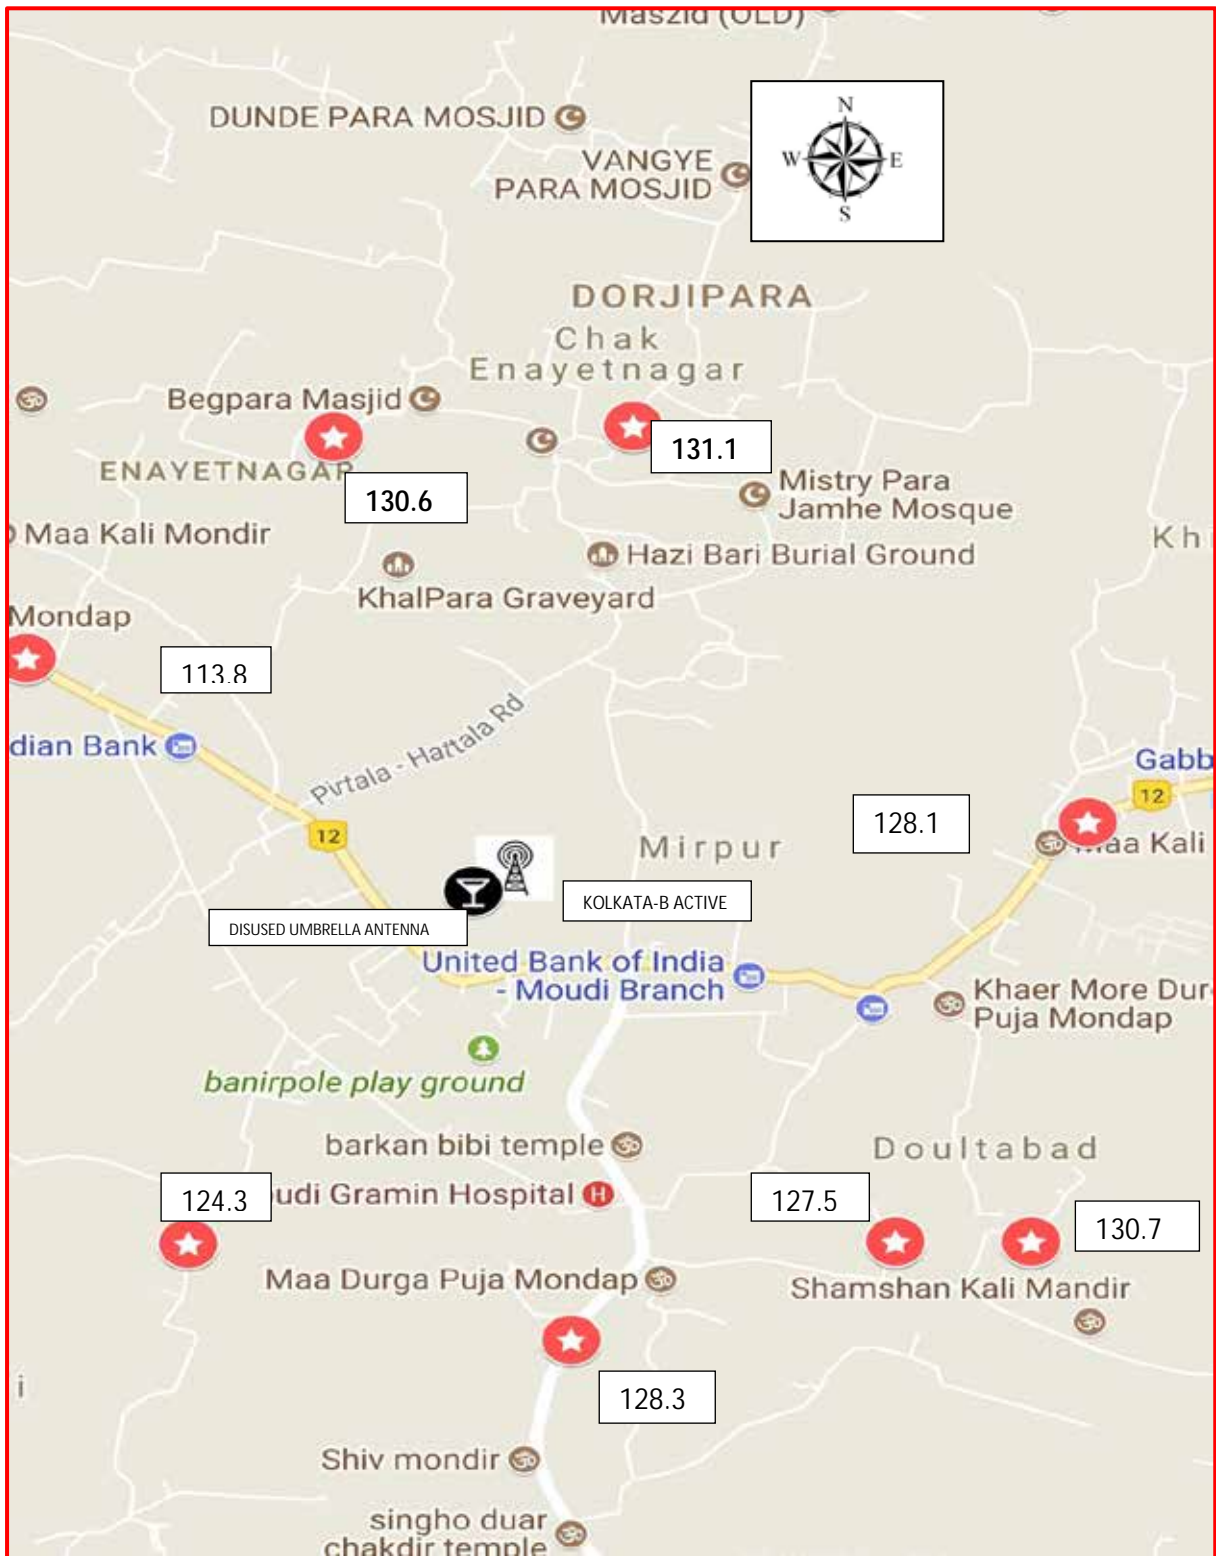 Maszid (OLD)
DUNDE PARA MOSJID
N
W E
S
VANGYE
PARA MOSJID
DORJIPARA
Chak
Enayetnagar
Begpara Masjid
131.1
ENAYETNAGAR
130.6
Mistry Para
Jamhe Mosque
Maa Kali Mondir
Khi
Hazi Bari Burial Ground
KhalPara Graveyard
Mondap
113.8
Pirtala - Hartala Rd
dian Bank
Gabb
12
128.1
12
Mirpur
Maa Kali
KOLKATA-B ACTIVE
DISUSED UMBRELLA ANTENNA
United Bank of India
- Moudi Branch
Khaer More Dur
Puja Mondap
banirpole play ground
barkan bibi temple
Doultabad
124.3
udi Gramin Hospital H
127.5
130.7
Maa Durga Puja Mondap
Shamshan Kali Mandir
i
128.3
Shiv mondir
singho duar
chakdir temple